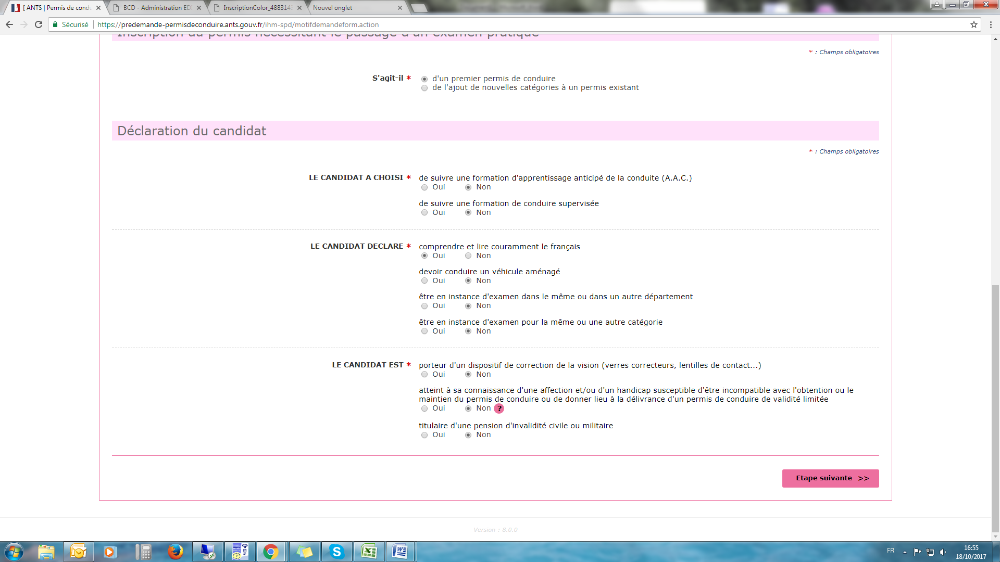 [ ANTS | Permis de condu
BCD - Administration EDI
InscriptionColor_488314
Nouvel onglet
Sécurisé
https://predemande-permisdeconduire.ants.gouv.fr/ihm-spd/motifdemandeform.action
Inscription au permis nécessitant le passage d'un examen pratique
* : Champs obligatoires
S'agit-il *
d'un premier permis de conduire
de l'ajout de nouvelles catégories à un permis existant
Déclaration du candidat
* : Champs obligatoires
LE CANDIDAT A CHOISI * de suivre une formation d'apprentissage anticipé de la conduite (A.A.C.)
Oui Non
de suivre une formation de conduire supervisée
Oui Non
LE CANDIDAT DECLARE * comprendre et lire couramment le français
Oui Non
devoir conduire un véhicule aménagé
Oui Non
être en instance d'examen dans le même ou dans un autre département
Oui Non
être en instance d'examen pour la même ou une autre catégorie
Oui Non
LE CANDIDAT EST * porteur d'un dispositif de correction de la vision (verres correcteurs, lentilles de contact...)
Oui Non
atteint à sa connaissance d'une affection et/ou d'un handicap susceptible d'être incompatible avec l'obtention ou le
maintien du permis de conduire ou de donner lieu à la délivrance d'un permis de conduire de validité limitée
Oui Non ?
titulaire d'une pension d'invalidité civile ou militaire
Oui Non
Etape suivante >>
Version : 8.0.0
FR
16:55
18/10/2017